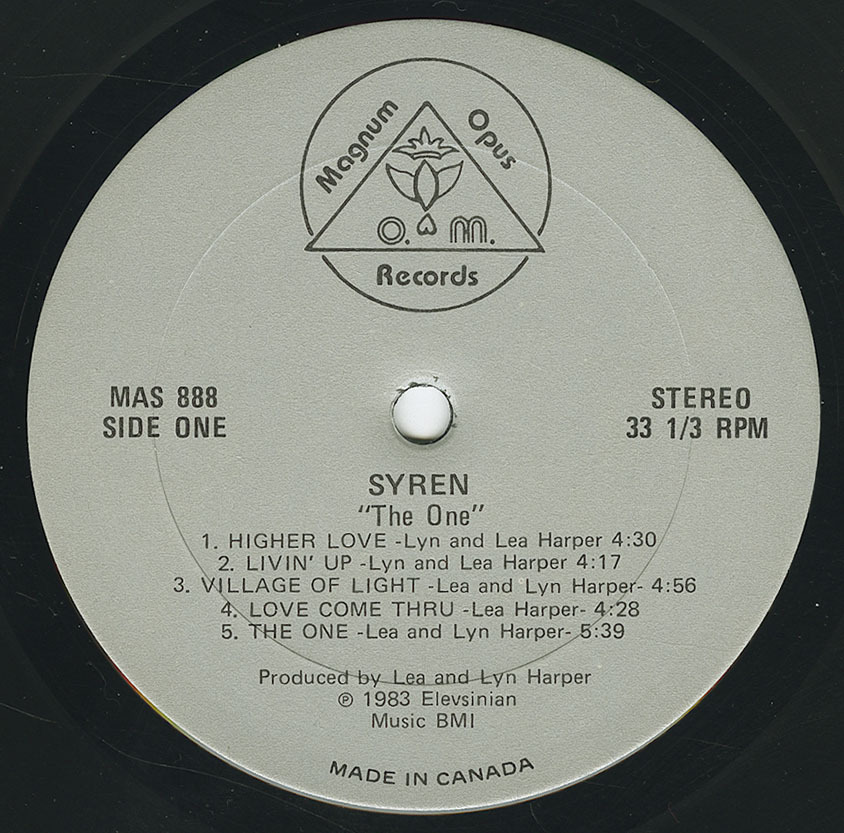 Magnum Opus
O. M.
Records
MAS 888
SIDE ONE
STEREO
33 1/3 RPM
SYREN
"The One"
1. HIGHER LOVE -Lyn and Lea Harper 4:30
2. LIVIN' UP -Lyn and Lea Harper 4:17
3. VILLAGE OF LIGHT -Lea and Lyn Harper- 4:56
4. LOVE COME THRU -Lea Harper- 4:28
5. THE ONE -Lea and Lyn Harper- 5:39
Produced by Lea and Lyn Harper
℗ 1983 Elevsinian
Music BMI
MADE IN CANADA